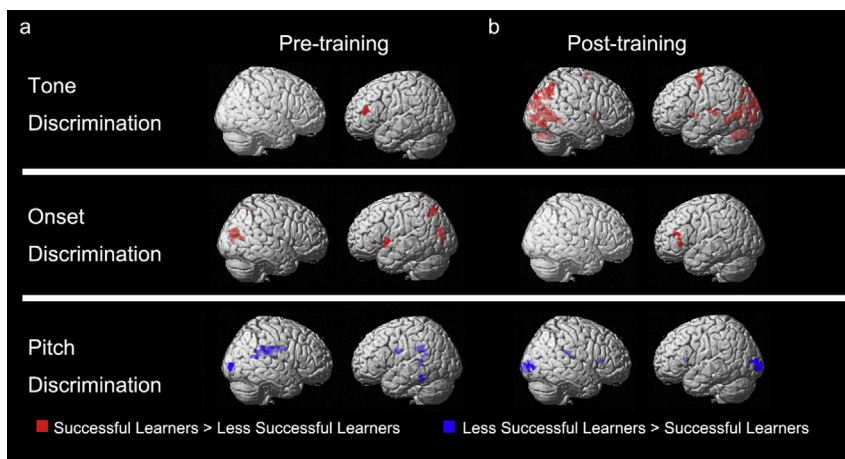 a
b
Pre-training
Post-training
Tone
Discrimination
Onset
Discrimination
Pitch
Discrimination
Successful Learners > Less Successful Learners
Less Successful Learners > Successful Learners